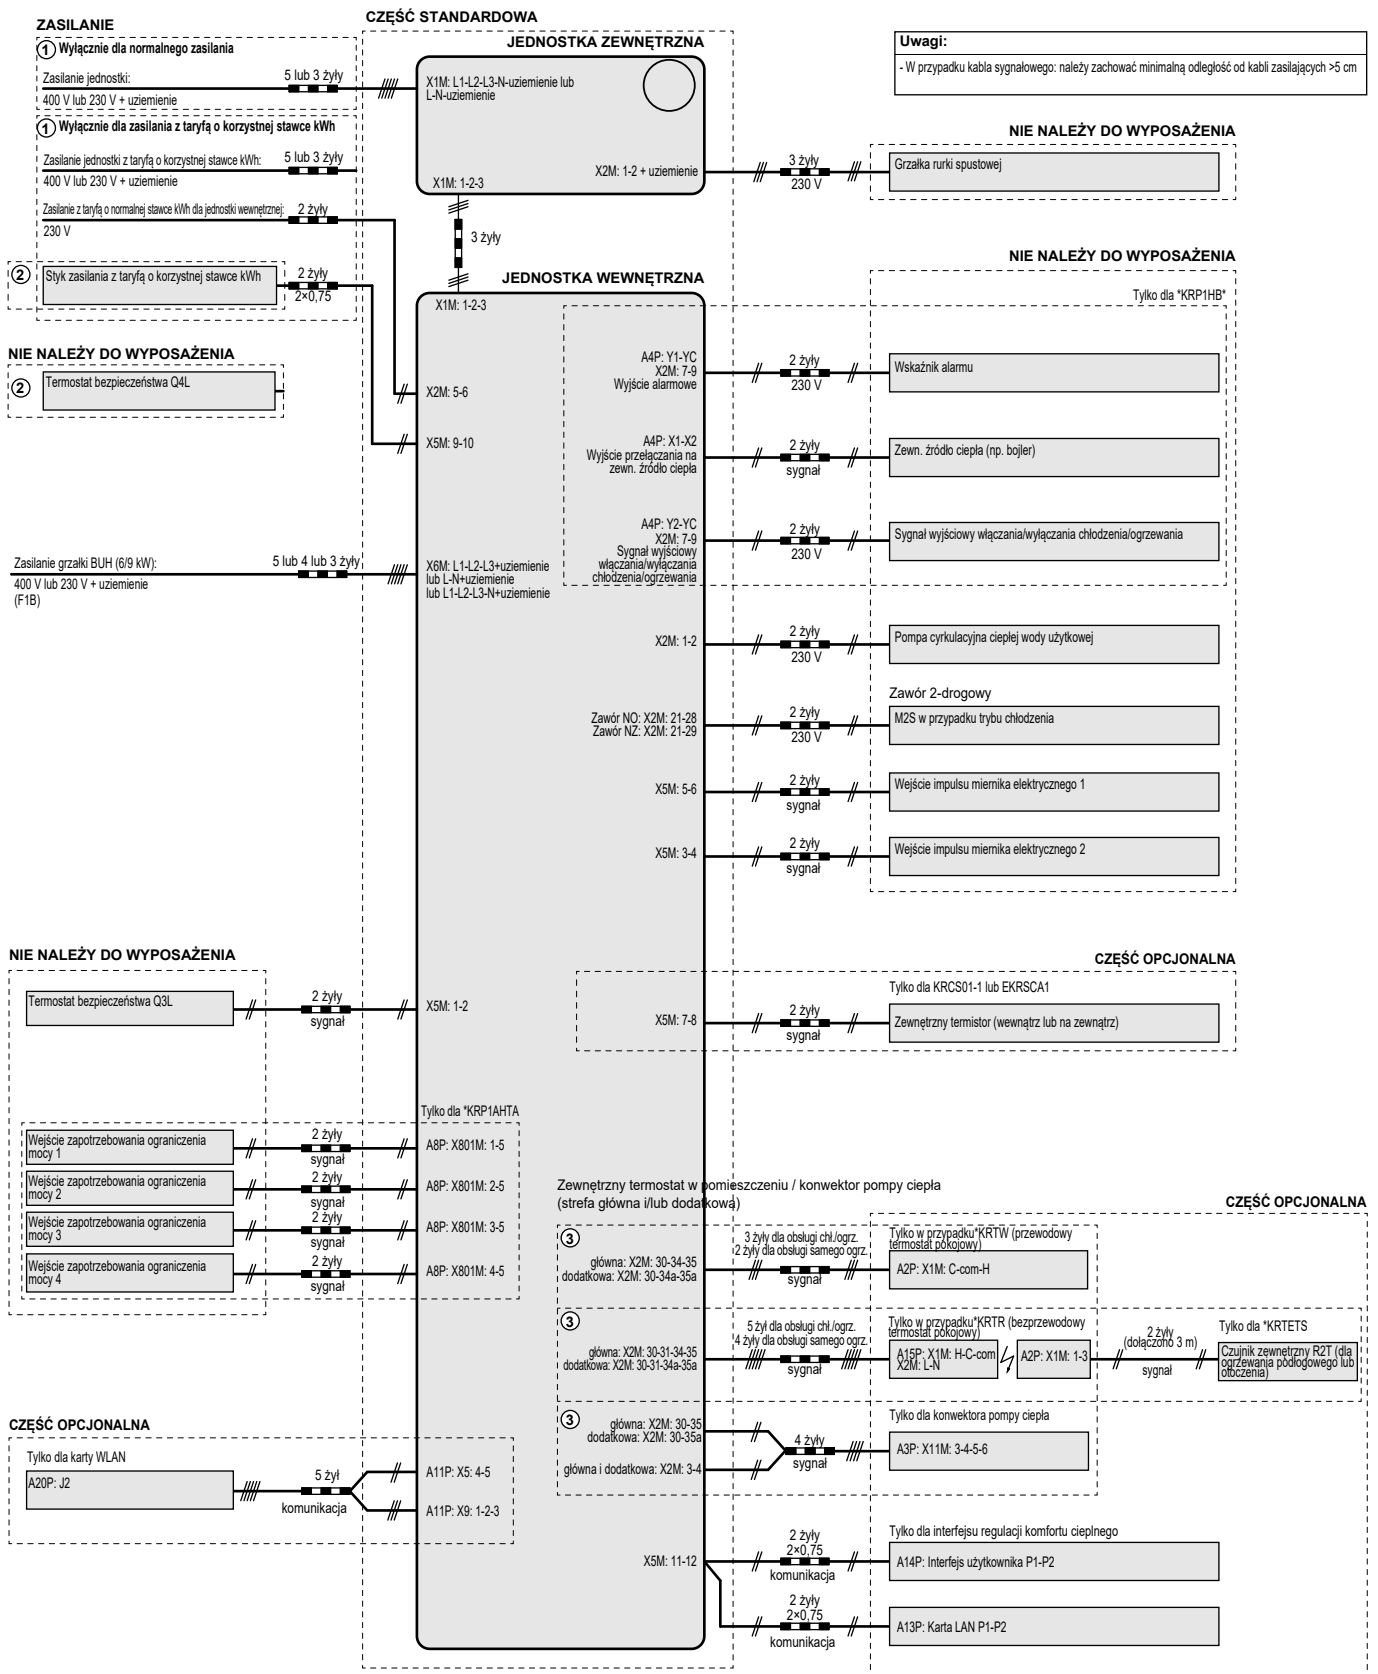 ZASILANIE
1 Wyłącznie dla normalnego zasilania
Zasilanie jednostki:
5 lub 3 żyły
400 V lub 230 V + uziemienie
1 Wyłącznie dla zasilania z taryfą o korzystnej stawce kWh
Zasilanie jednostki z taryfą o korzystnej stawce kWh:
5 lub 3 żyły
400 V lub 230 V + uziemienie
Zasilanie z taryfą o normalnej stawce kWh dla jednostki wewnętrznej:
2 żyły
230 V
2
Styk zasilania z taryfą o korzystnej stawce kWh
2 żyły
2×0,75
NIE NALEŻY DO WYPOSAŻENIA
2
Termostat bezpieczeństwa Q4L
Zasilanie grzałki BUH (6/9 kW):
5 lub 4 lub 3 żyły
400 V lub 230 V + uziemienie
(F1B)
NIE NALEŻY DO WYPOSAŻENIA
Termostat bezpieczeństwa Q3L
2 żyły
sygnał
Wejście zapotrzebowania ograniczenia
mocy 1
2 żyły
sygnał
Wejście zapotrzebowania ograniczenia
mocy 2
2 żyły
sygnał
Wejście zapotrzebowania ograniczenia
mocy 3
2 żyły
sygnał
Wejście zapotrzebowania ograniczenia
mocy 4
2 żyły
sygnał
CZĘŚĆ OPCJONALNA
Tylko dla karty WLAN
A20P: J2
5 żył
komunikacja
CZĘŚĆ STANDARDOWA
JEDNOSTKA ZEWNĘTRZNA
X1M: L1-L2-L3-N-uziemienie lub
L-N-uziemienie
X2M: 1-2 + uziemienie
X1M: 1-2-3
3 żyły
JEDNOSTKA WEWNĘTRZNA
X1M: 1-2-3
X2M: 5-6
X5M: 9-10
X6M: L1-L2-L3+uziemienie
lub L-N+uziemienie
lub L1-L2-L3-N+uziemienie
X5M: 1-2
Tylko dla *KRP1AHTA
A8P: X801M: 1-5
A8P: X801M: 2-5
A8P: X801M: 3-5
A8P: X801M: 4-5
A11P: X5: 4-5
A11P: X9: 1-2-3
Uwagi:
- W przypadku kabla sygnałowego: należy zachować minimalną odległość od kabli zasilających >5 cm
NIE NALEŻY DO WYPOSAŻENIA
3 żyły
230 V
Grzałka rurki spustowej
NIE NALEŻY DO WYPOSAŻENIA
Tylko dla *KRP1HB*
A4P: Y1-YC
X2M: 7-9
Wyjście alarmowe
2 żyły
230 V
Wskaźnik alarmu
A4P: X1-X2
Wyjście przełączania na
zewn. źródło ciepła
2 żyły
sygnał
Zewn. źródło ciepła (np. bojler)
A4P: Y2-YC
X2M: 7-9
Sygnał wyjściowy
włączania/wyłączania
chłodzenia/ogrzewania
2 żyły
230 V
Sygnał wyjściowy włączania/wyłączania chłodzenia/ogrzewania
X2M: 1-2
2 żyły
230 V
Pompa cyrkulacyjna ciepłej wody użytkowej
Zawór 2-drogowy
Zawór NO: X2M: 21-28
Zawór NZ: X2M: 21-29
2 żyły
230 V
M2S w przypadku trybu chłodzenia
X5M: 5-6
2 żyły
sygnał
Wejście impulsu miernika elektrycznego 1
X5M: 3-4
2 żyły
sygnał
Wejście impulsu miernika elektrycznego 2
CZĘŚĆ OPCJONALNA
Tylko dla KRCS01-1 lub EKRSCA1
X5M: 7-8
2 żyły
sygnał
Zewnętrzny termistor (wewnątrz lub na zewnątrz)
Zewnętrzny termostat w pomieszczeniu / konwektor pompy ciepła
(strefa główna i/lub dodatkowa)
CZĘŚĆ OPCJONALNA
3
główna: X2M: 30-34-35
dodatkowa: X2M: 30-34a-35a
3 żyły dla obsługi chł./ogrz.
2 żyły dla obsługi samego ogrz.
sygnał
Tylko w przypadku*KRTW (przewodowy
termostat pokojowy)
A2P: X1M: C-com-H
3
główna: X2M: 30-31-34-35
dodatkowa: X2M: 30-31-34a-35a
5 żył dla obsługi chł./ogrz.
4 żyły dla obsługi samego ogrz.
sygnał
Tylko w przypadku*KRTR (bezprzewodowy
termostat pokojowy)
A15P: X1M: H-C-com
X2M: L-N
A2P: X1M: 1-3
2 żyły
(dołączono 3 m)
sygnał
Tylko dla *KRTETS
Czujnik zewnętrzny R2T (dla
ogrzewania podłogowego lub
otoczenia)
3
główna: X2M: 30-35
dodatkowa: X2M: 30-35a
główna i dodatkowa: X2M: 3-4
4 żyły
sygnał
Tylko dla konwektora pompy ciepła
A3P: X11M: 3-4-5-6
X5M: 11-12
2 żyły
2×0,75
komunikacja
Tylko dla interfejsu regulacji komfortu cieplnego
A14P: Interfejs użytkownika P1-P2
2 żyły
2×0,75
komunikacja
A13P: Karta LAN P1-P2